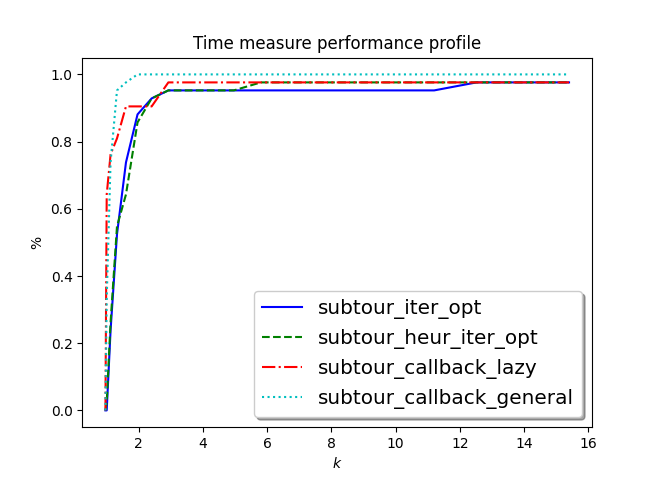 Time measure performance profile
1.0
0.8
0.6
0.4
0.2
0.0
%
2 4 6 8 10 12 14 16
k
subtour_iter_opt
subtour_heur_iter_opt
subtour_callback_lazy
subtour_callback_general